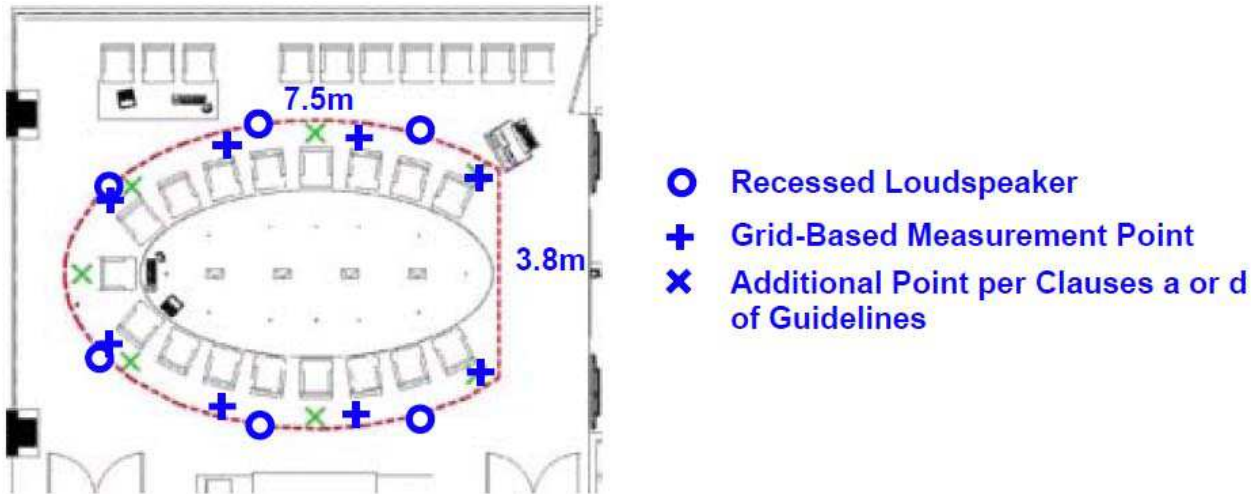 7.5m
3.8m
Recessed Loudspeaker
Grid-Based Measurement Point
Additional Point per Clauses a or d
of Guidelines